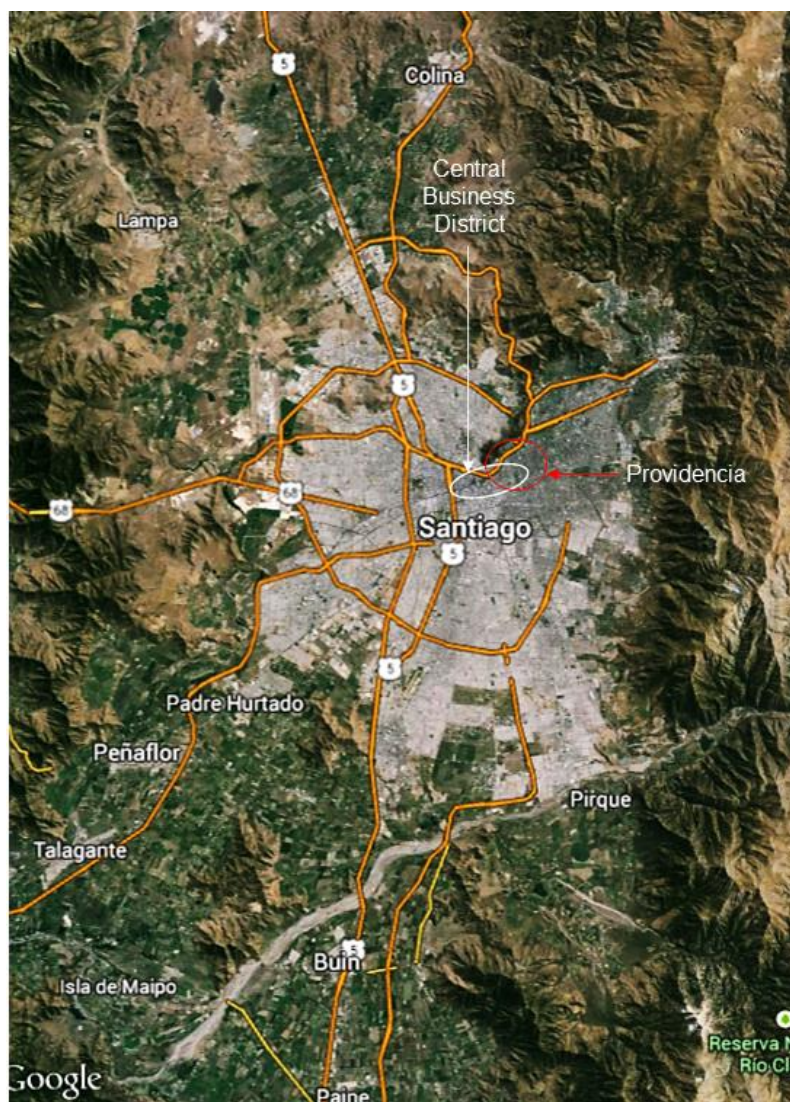 5
Colina
Central
Business
District
Lampa
5
Providencia
68
68
Santiago
5
5
Padre Hurtado
Peñaflor
Pirque
Talagante
5
Buin
Isla de Maipo
Reserva N
Río Cl
Google
Paine